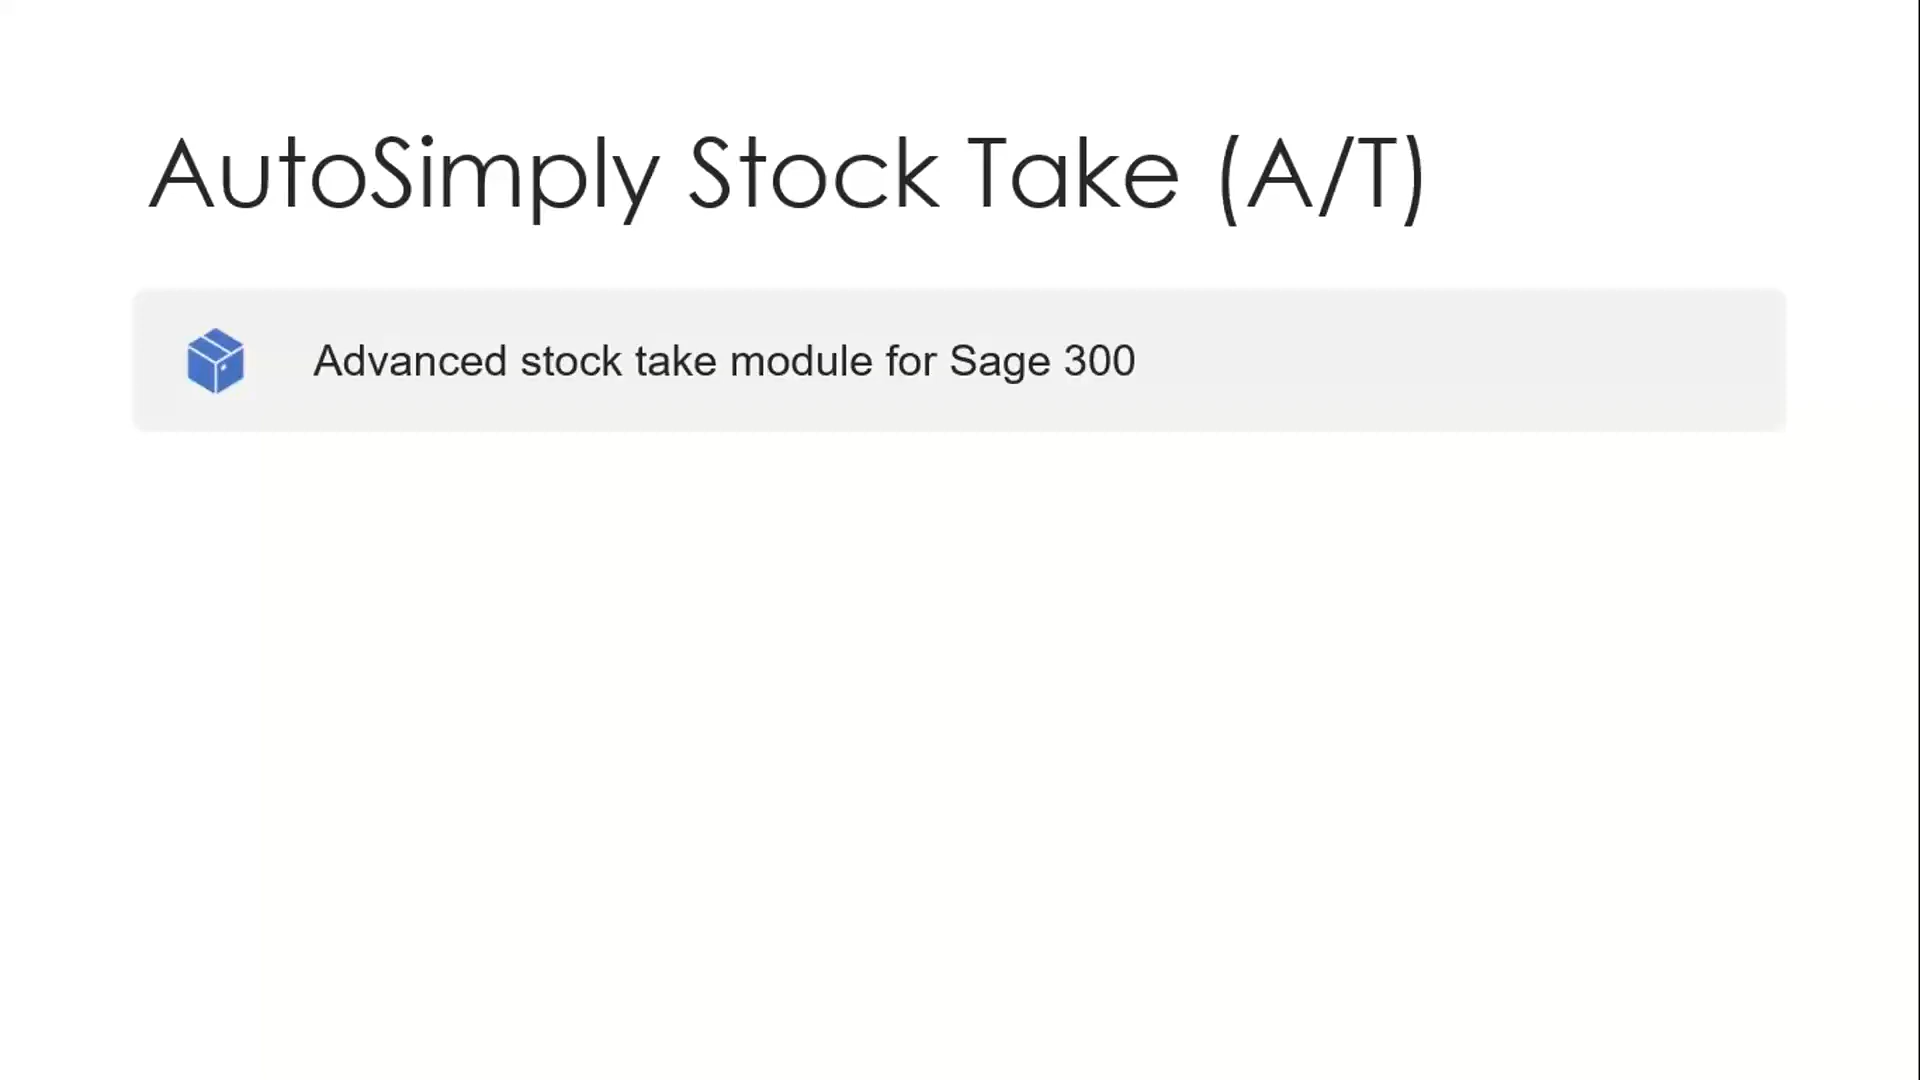 AutoSimply Stock Take (A/T)
Advanced stock take module for Sage 300